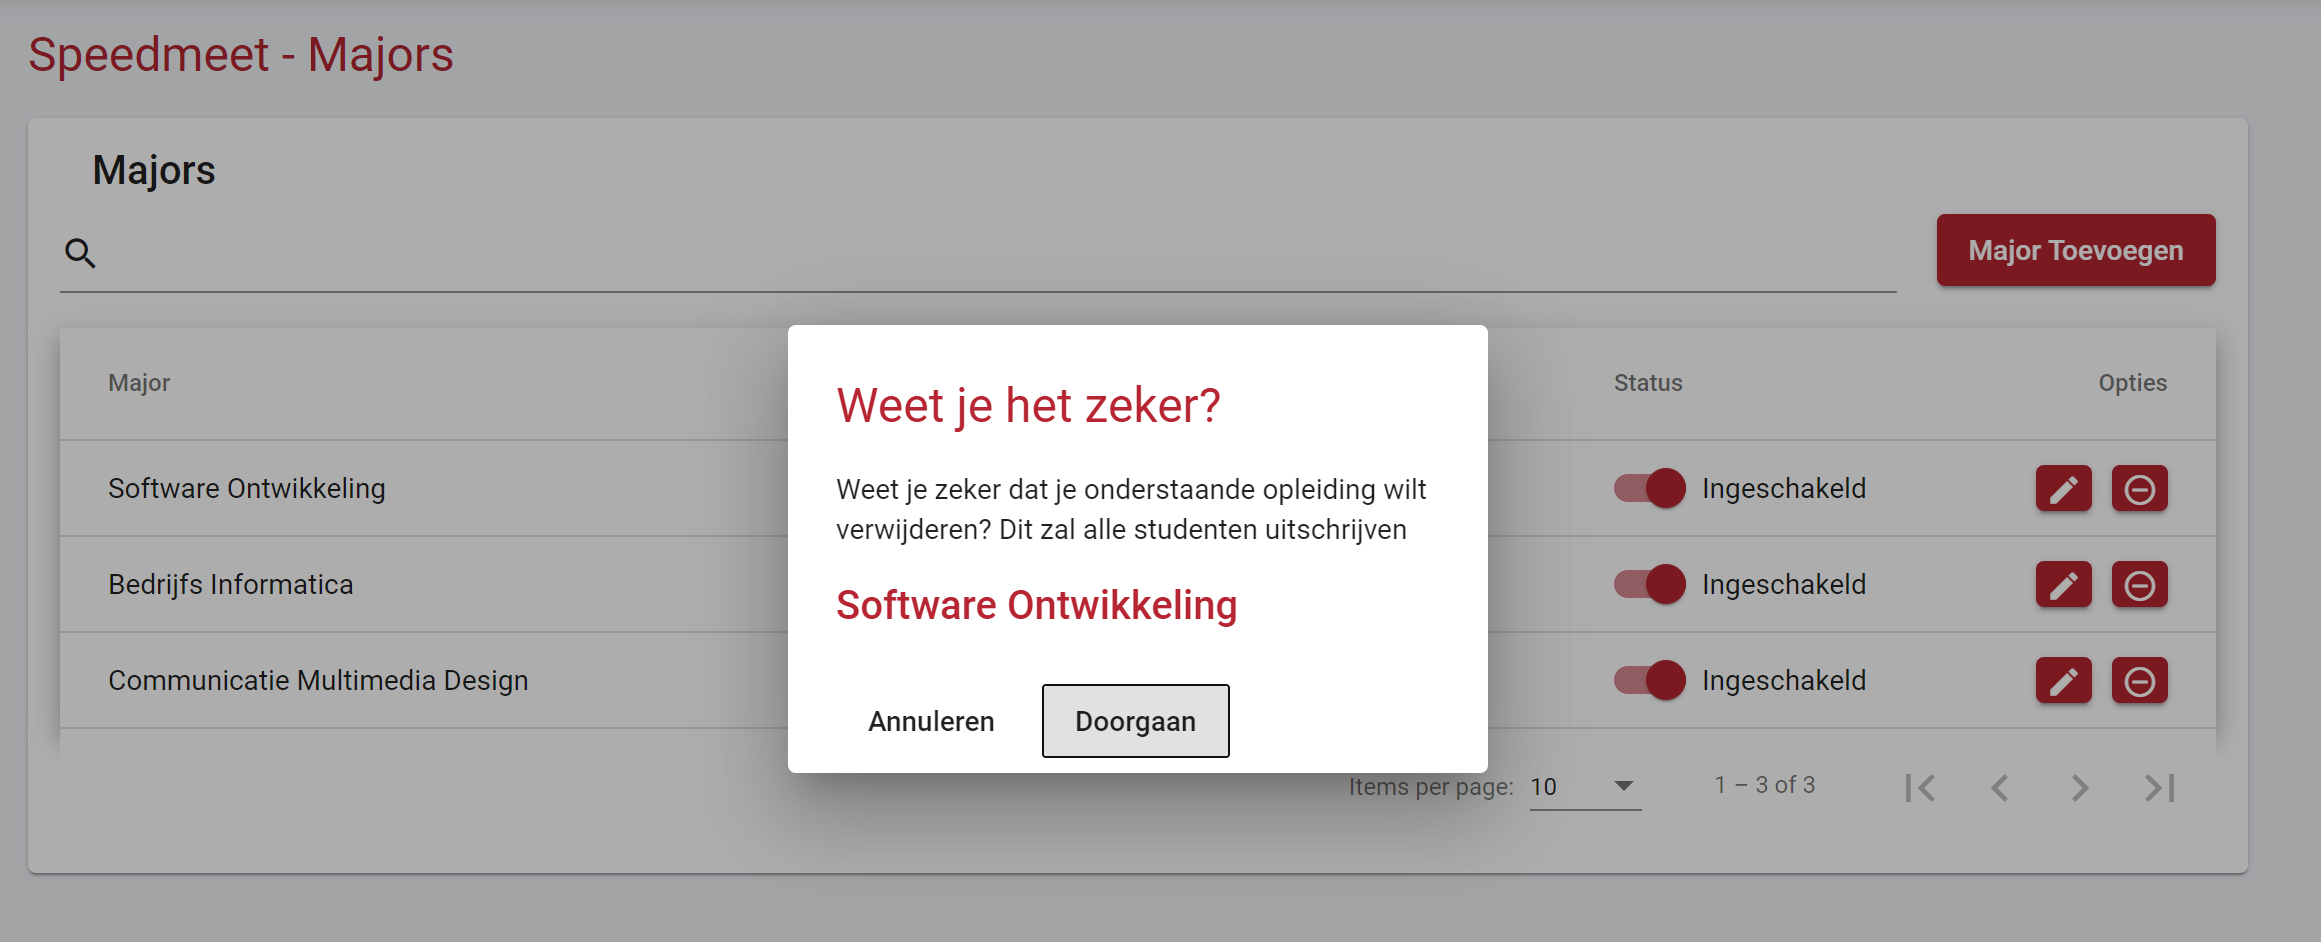 Speedmeet - Majors
Majors
Major Toevoegen
Major
Status
Opties
Software Ontwikkeling
Ingeschakeld
Bedrijfs Informatica
Ingeschakeld
Communicatie Multimedia Design
Ingeschakeld
Weet je het zeker?
Weet je zeker dat je onderstaande opleiding wilt
verwijderen? Dit zal alle studenten uitschrijven
Software Ontwikkeling
Annuleren
Doorgaan
Items per page: 10
1 – 3 of 3